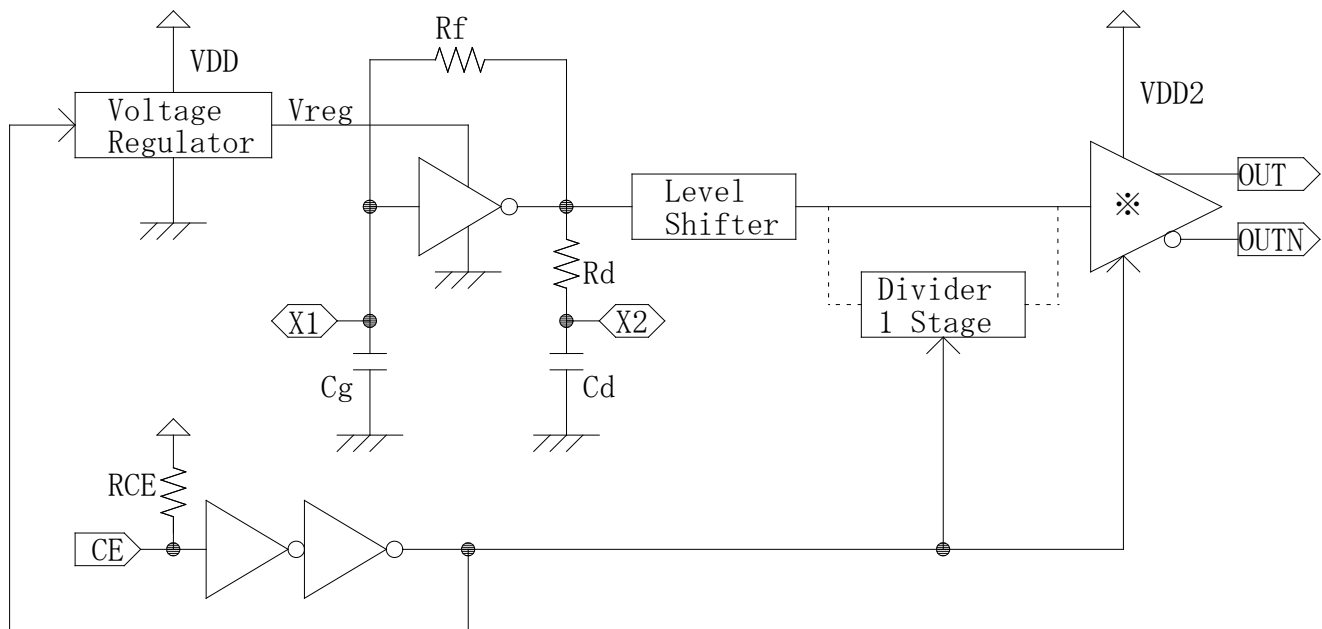 Rf
VDD
VDD2
Voltage
Regulator
Vreg
Level
Shifter
※
OUT
OUTN
Rd
Divider
1 Stage
X1
X2
Cg
Cd
RCE
CE